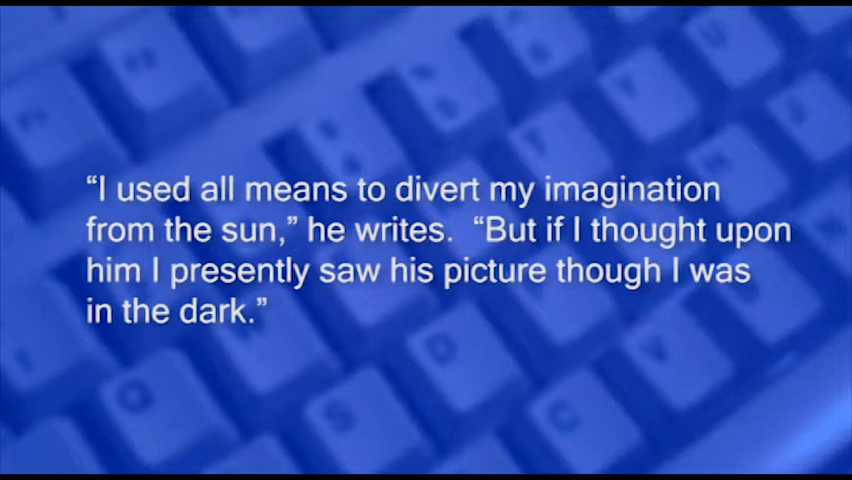 “I used all means to divert my imagination
from the sun,” he writes.  “But if I thought upon
him I presently saw his picture though I was
in the dark.”